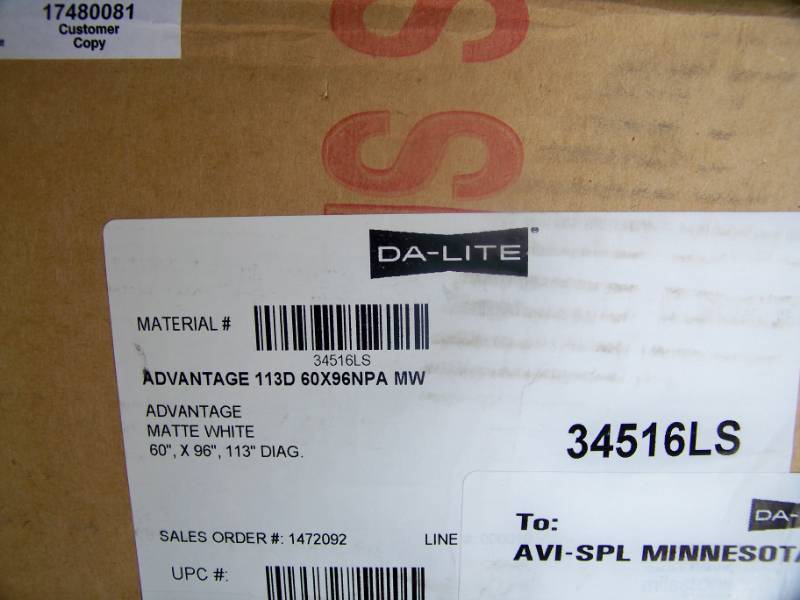 17480081
Customer
Copy
S
IS S
DA-LITE®
MATERIAL #
34516LS
ADVANTAGE 113D 60X96NPA MW
ADVANTAGE
MATTE WHITE
60", X 96", 113" DIAG.
34516LS
SALES ORDER #: 1472092
LINE
UPC #:
DA-
To:
AVI-SPL MINNESOTA